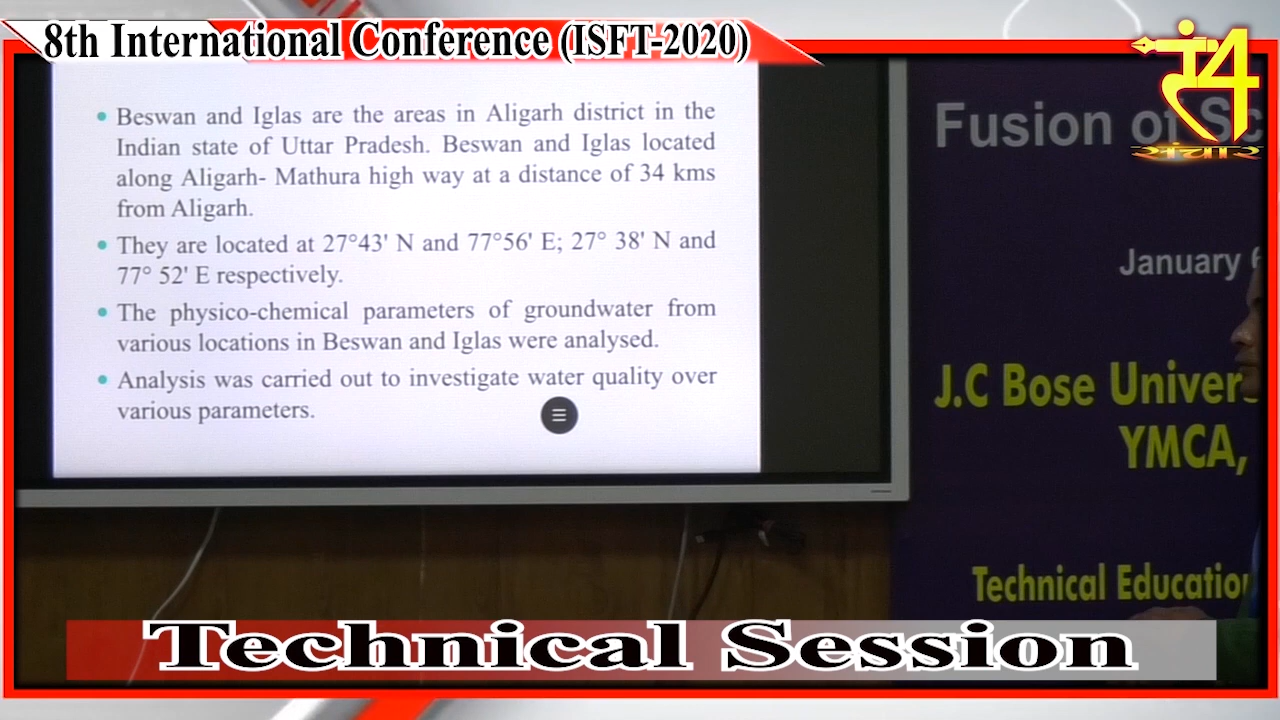 8th International Conference (ISFT-2020)
Beswan and Iglas are the areas in Aligarh district in the
Indian state of Uttar Pradesh. Beswan and Iglas located
along Aligarh- Mathura high way at a distance of 34 kms
from Aligarh.
They are located at 27°43' N and 77°56' E; 27° 38' N and
77° 52' E respectively.
The physico-chemical parameters of groundwater from
various locations in Beswan and Iglas were analysed.
Analysis was carried out to investigate water quality over
various parameters.
संचार
Fusion of Sc
January 6
J.C Bose Univers
YMCA,
Technical Education
Technical Session